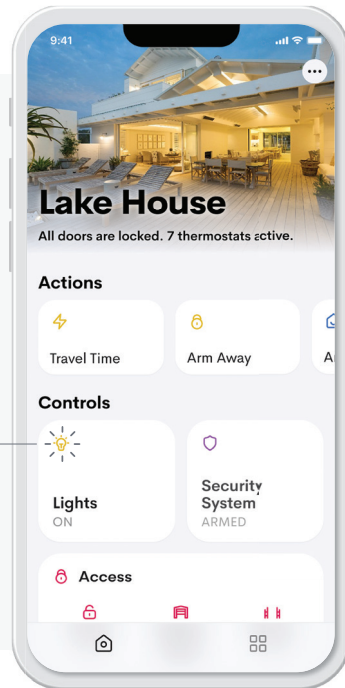 9:41
Lake House
All doors are locked. 7 thermostats active.
Actions
Travel Time
Arm Away
Controls
Lights
ON
Security
System
ARMED
Access